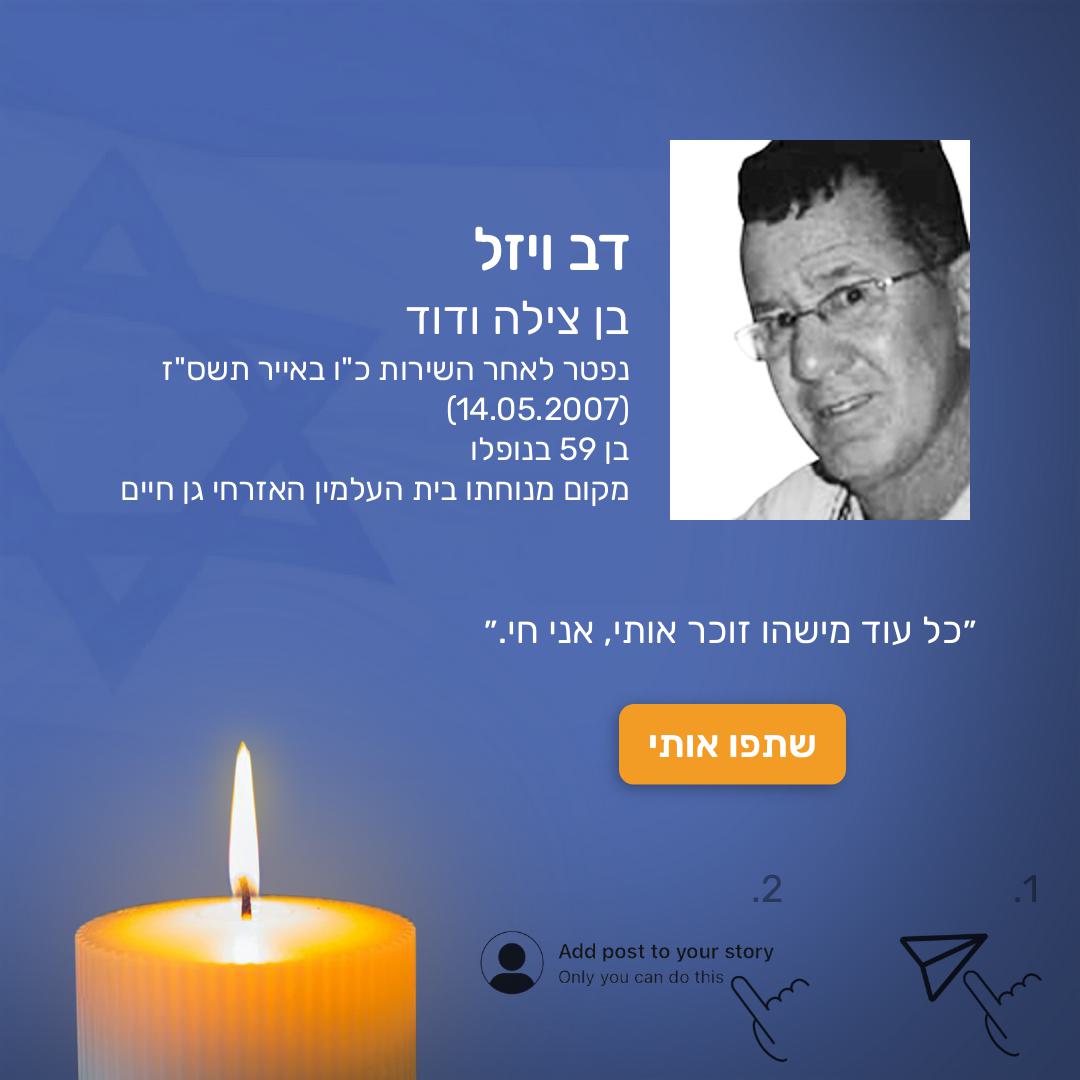 דב ויזל
בן צילה ודוד
נפטר לאחר השירות כ"ו באייר תשס"ז
(14.05.2007)
בן 59 בנופלו
מקום מנוחתו בית העלמין האזרחי גן חיים
״כל עוד מישהו זוכר אותי, אני חי.״
שתפו אותי
1.
2.
Add post to your story
Only you can do this